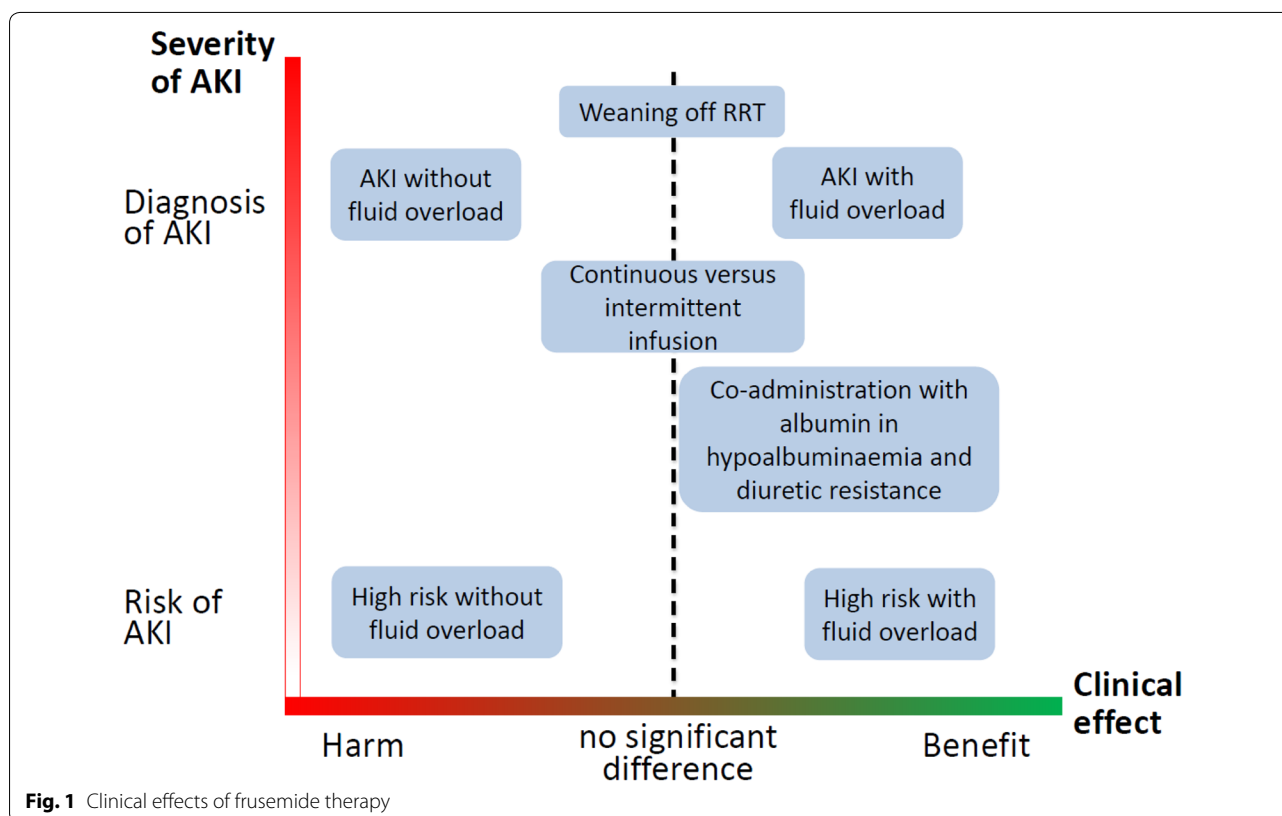 Severity
of AKI
Weaning off RRT
AKI without
fluid overload
AKI with
fluid overload
Diagnosis
of AKI
Continuous versus
intermittent
infusion
Co-administration with
albumin in
hypoalbuminaemia and
diuretic resistance
Risk of
AKI
High risk without
fluid overload
High risk with
fluid overload
Clinical
effect
Harm
no significant
difference
Benefit
Fig. 1 Clinical effects of frusemide therapy